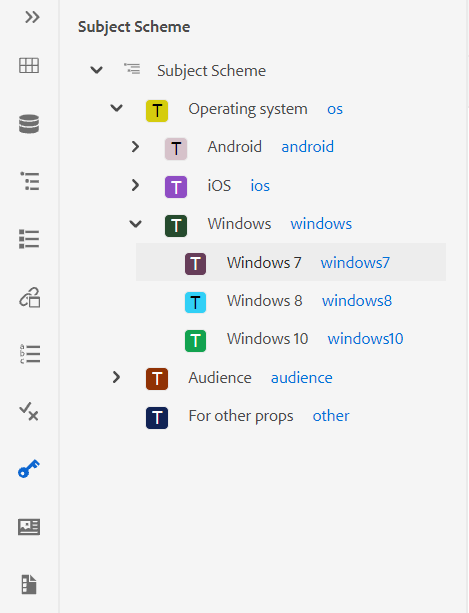 Subject Scheme
Subject Scheme
T Operating system os
T Android android
T iOS ios
T Windows windows
T Windows 7 windows7
T Windows 8 windows8
T Windows 10 windows10
T Audience audience
T For other props other
a
b
c